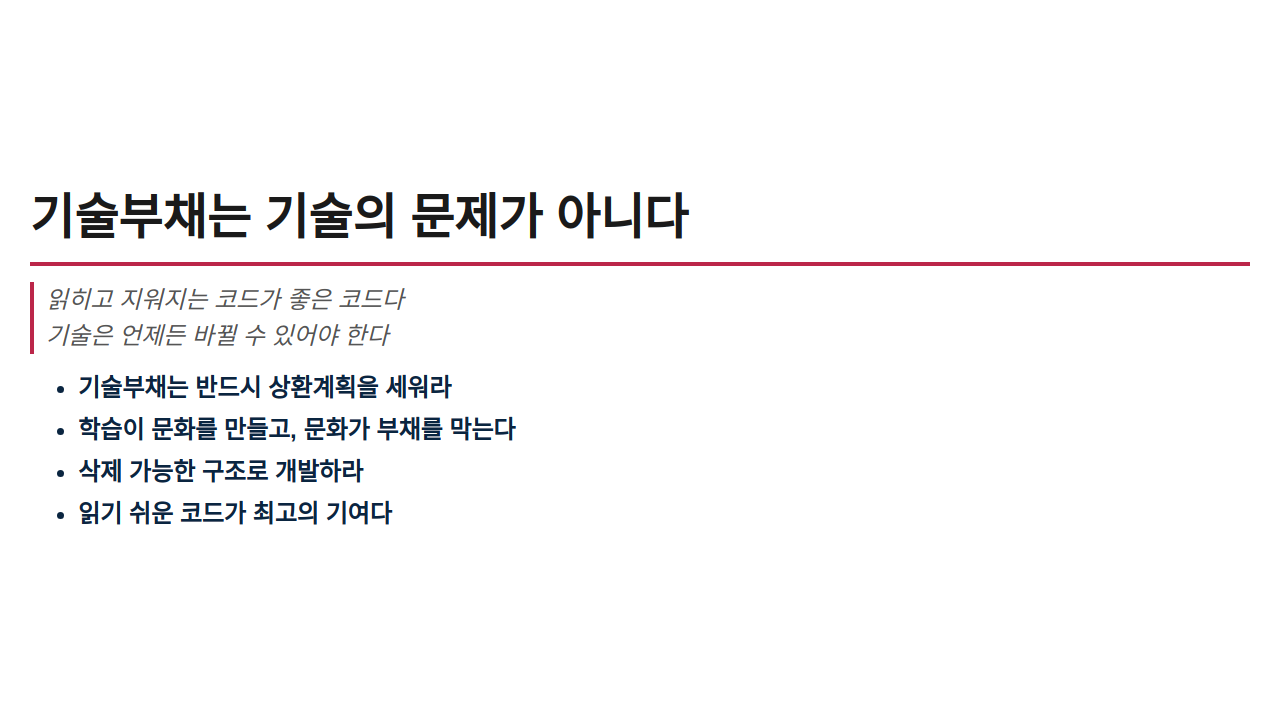 기술부채는 기술의 문제가 아니다
읽히고 지워지는 코드가 좋은 코드다
기술은 언제든 바뀔 수 있어야 한다
• 기술부채는 반드시 상환계획을 세워라
• 학습이 문화를 만들고, 문화가 부채를 막는다
• 삭제 가능한 구조로 개발하라
• 읽기 쉬운 코드가 최고의 기여다